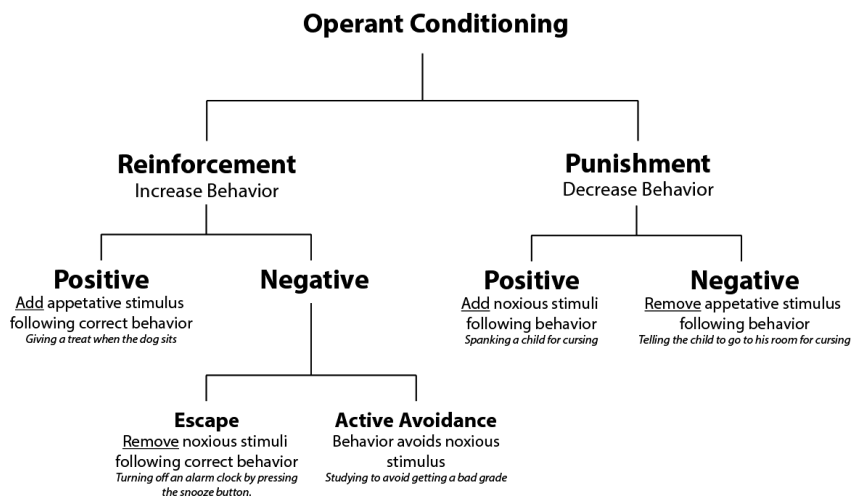 Operant Conditioning
Reinforcement
Increase Behavior
Punishment
Decrease Behavior
Positive
Add appetative stimulus
following correct behavior
Giving a treat when the dog sits
Negative
Positive
Add noxious stimuli
following behavior
Spanking a child for cursing
Negative
Remove appetative stimulus
following behavior
Telling the child to go to his room for cursing
Escape
Remove noxious stimuli
following correct behavior
Turning off an alarm clock by pressing
the snooze button.
Active Avoidance
Behavior avoids noxious
stimulus
Studying to avoid getting a bad grade